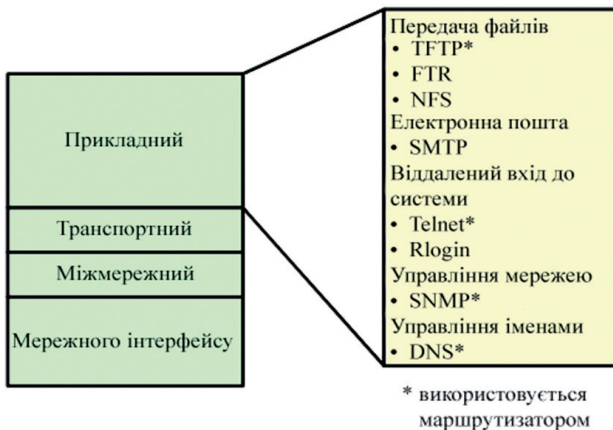 Прикладний
Транспортний
Міжмережний
Мережного інтерфейсу
Передача файлів
• TFTP*
• FTR
• NFS
Електронна пошта
• SMTP
Віддалений вхід до
системи
• Telnet*
• Rlogin
Управління мережею
• SNMP*
Управління іменами
• DNS*
* використовується
маршрутизатором